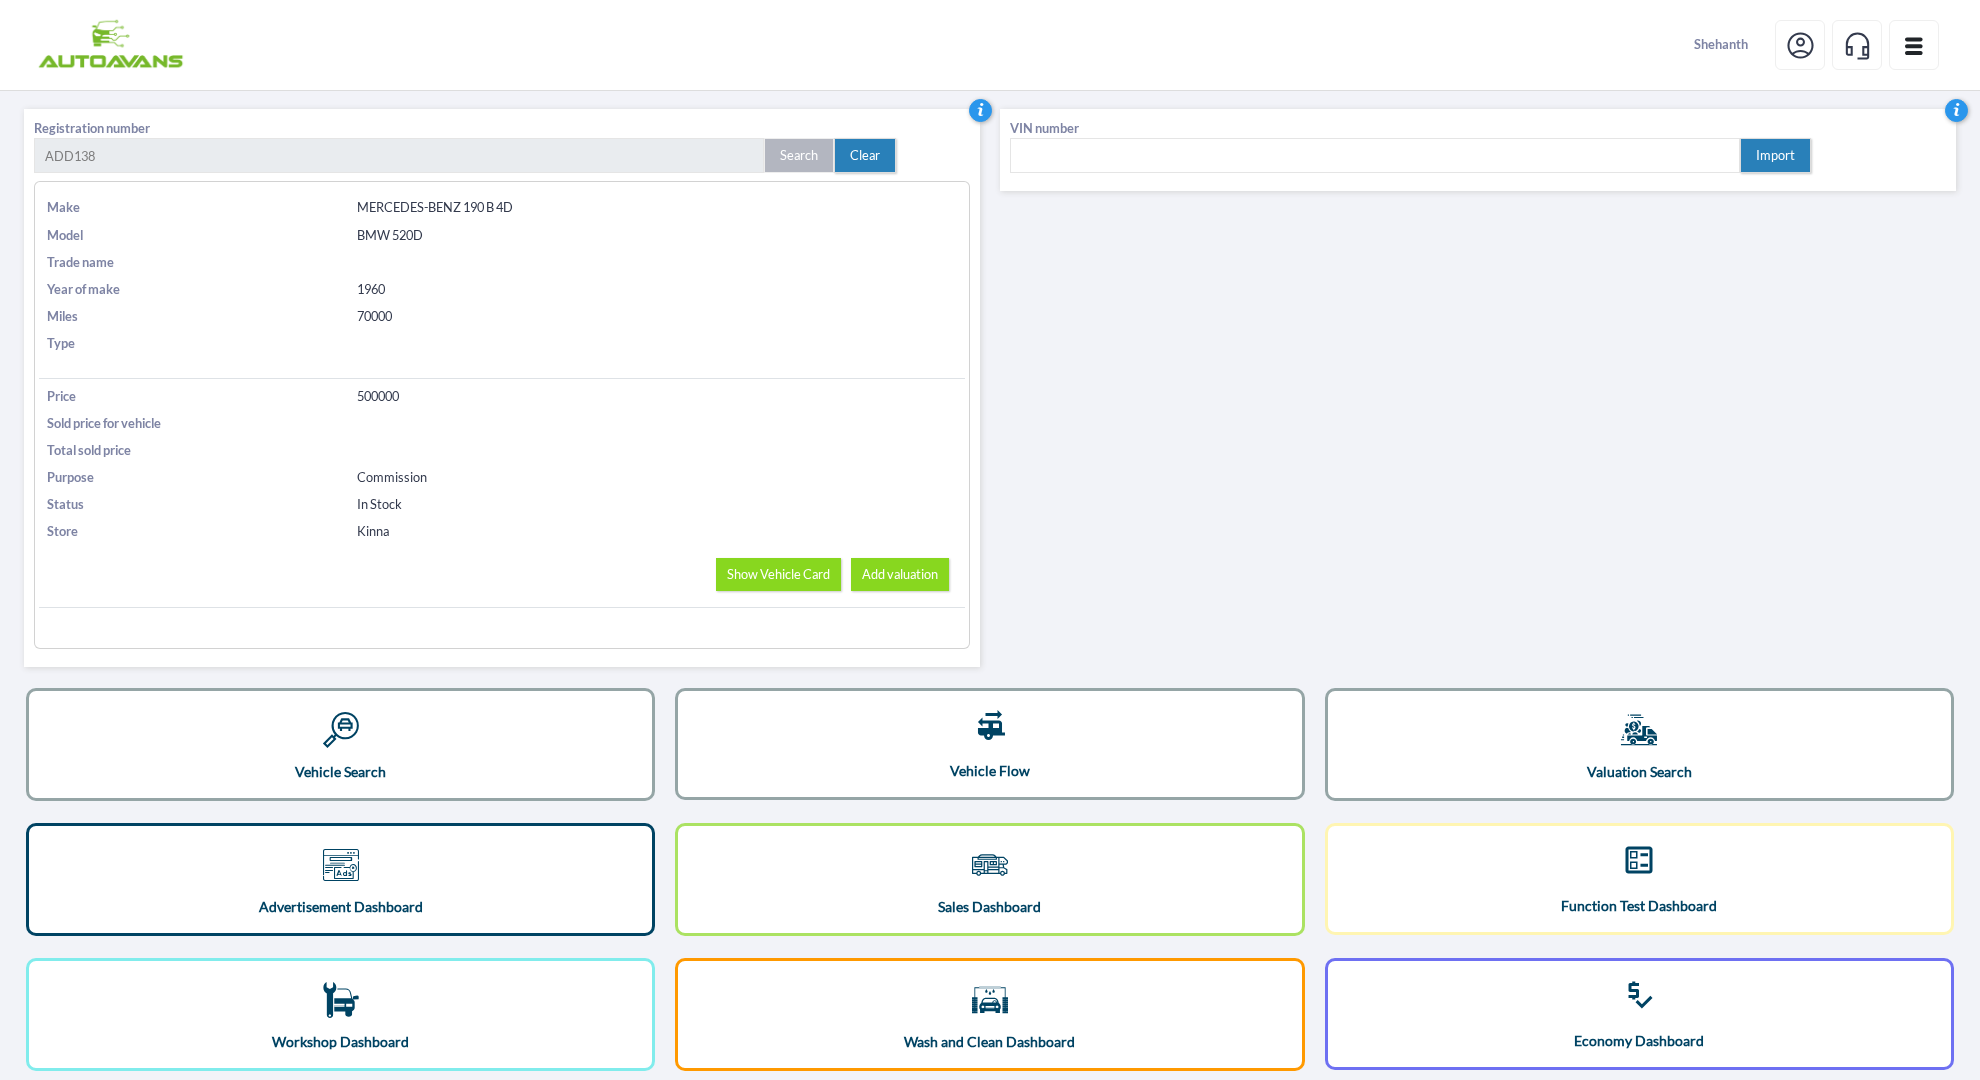 AUTOAVANS
Shehanth
Registration number
ADD138
Search
Clear
Make MERCEDES-BENZ 190 B 4D
Model BMW 520D
Trade name
Year of make 1960
Miles 70000
Type
Price 500000
Sold price for vehicle
Total sold price
Purpose Commission
Status In Stock
Store Kinna
Show Vehicle Card
Add valuation
i
VIN number
Import
i
Vehicle Search
Vehicle Flow
Valuation Search
Ads
Advertisement Dashboard
Sales Dashboard
Function Test Dashboard
Workshop Dashboard
Wash and Clean Dashboard
Economy Dashboard